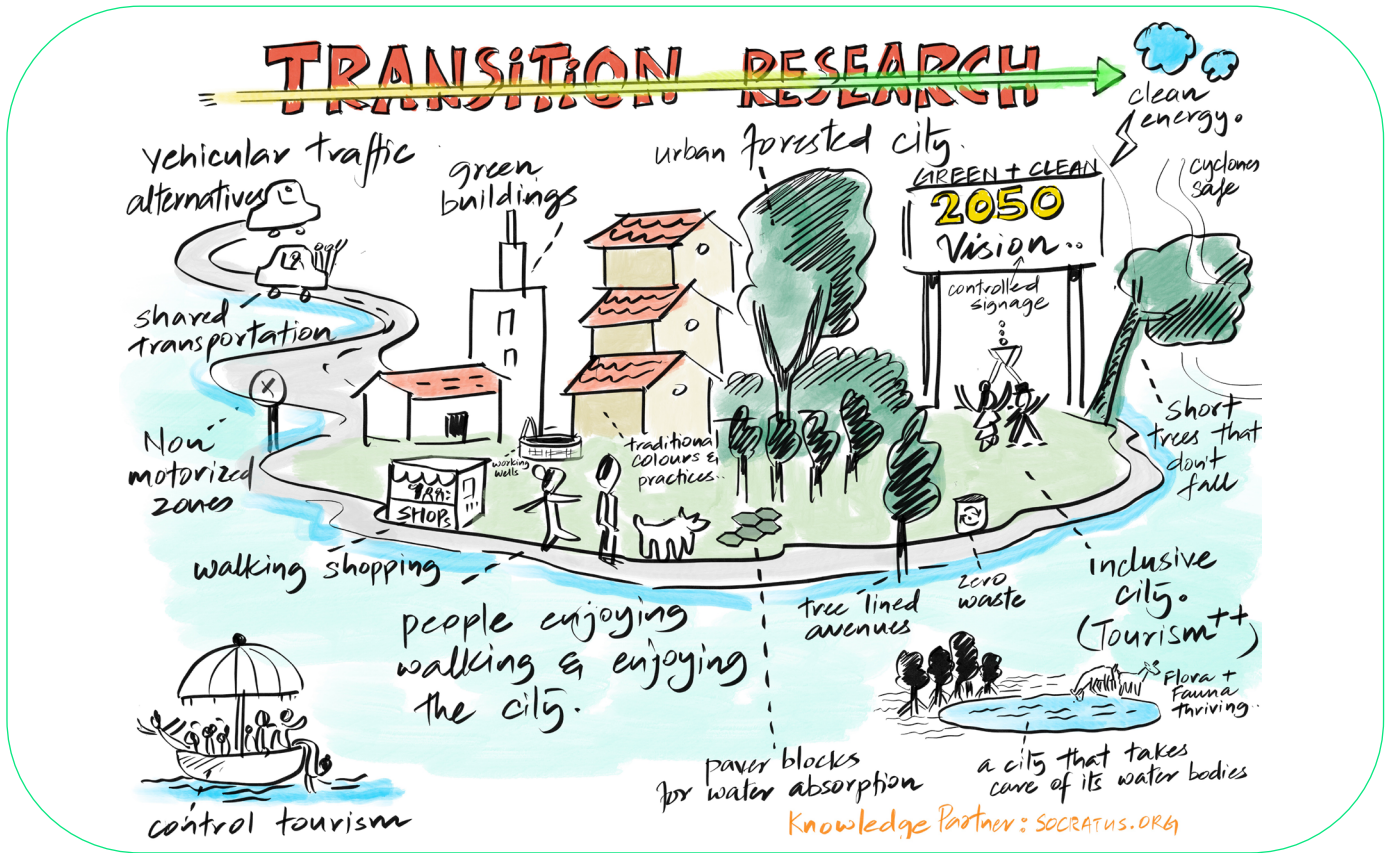 TRANSITION RESEARCH
clean
energy.
vehicular traffic
alternatives
green
buildings
urban forested city.
GREEN + CLEAN
2050
Vision..
controlled
signage
cyclones
safe
shared
transportation
Non
motorized
zones
working
wells
traditional
colours &
practices..
SHOPS
short
trees that
don't
fall
walking shopping
people enjoying
walking & enjoying
the city.
tree lined
avenues
zero
waste
inclusive
city.
(Tourism++)
Flora +
Fauna
thriving..
paver blocks
for water absorption
a city that takes
care of its water bodies
control tourism
Knowledge Partner: SOCRATUS.ORG